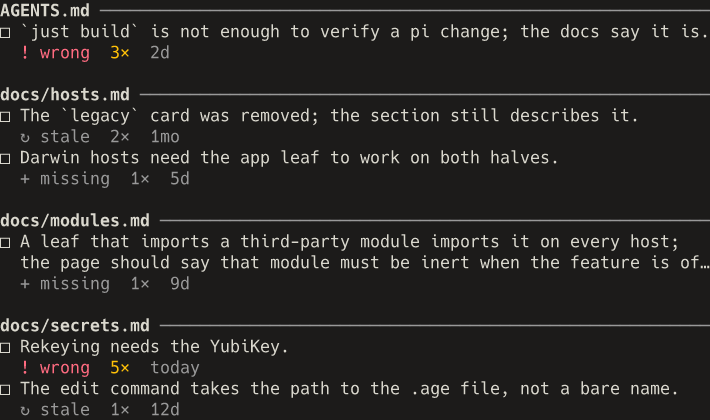 AGENTS.md
□ `just build` is not enough to verify a pi change; the docs say it is.
! wrong 3× 2d
docs/hosts.md
□ The `legacy` card was removed; the section still describes it.
↻ stale 2× 1mo
□ Darwin hosts need the app leaf to work on both halves.
+ missing 1× 5d
docs/modules.md
□ A leaf that imports a third-party module imports it on every host;
the page should say that module must be inert when the feature is of…
+ missing 1× 9d
docs/secrets.md
□ Rekeying needs the YubiKey.
! wrong 5× today
□ The edit command takes the path to the .age file, not a bare name.
↻ stale 1× 12d